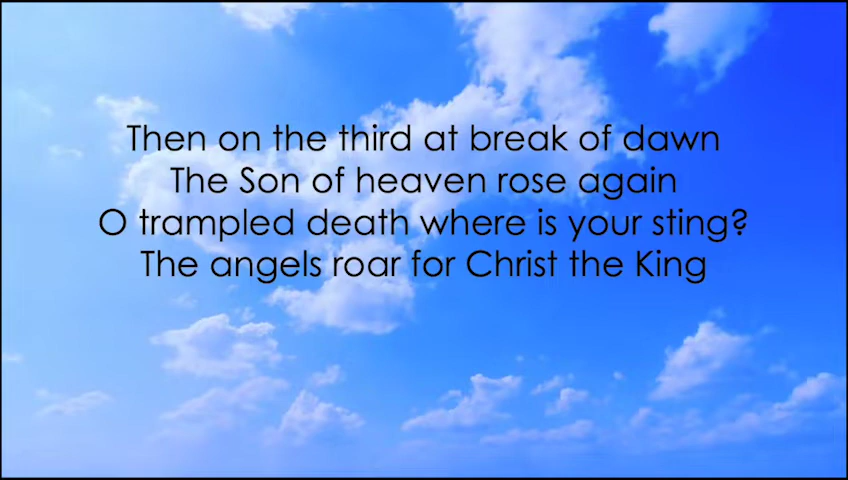 Then on the third at break of dawn
The Son of heaven rose again
O trampled death where is your sting?
The angels roar for Christ the King